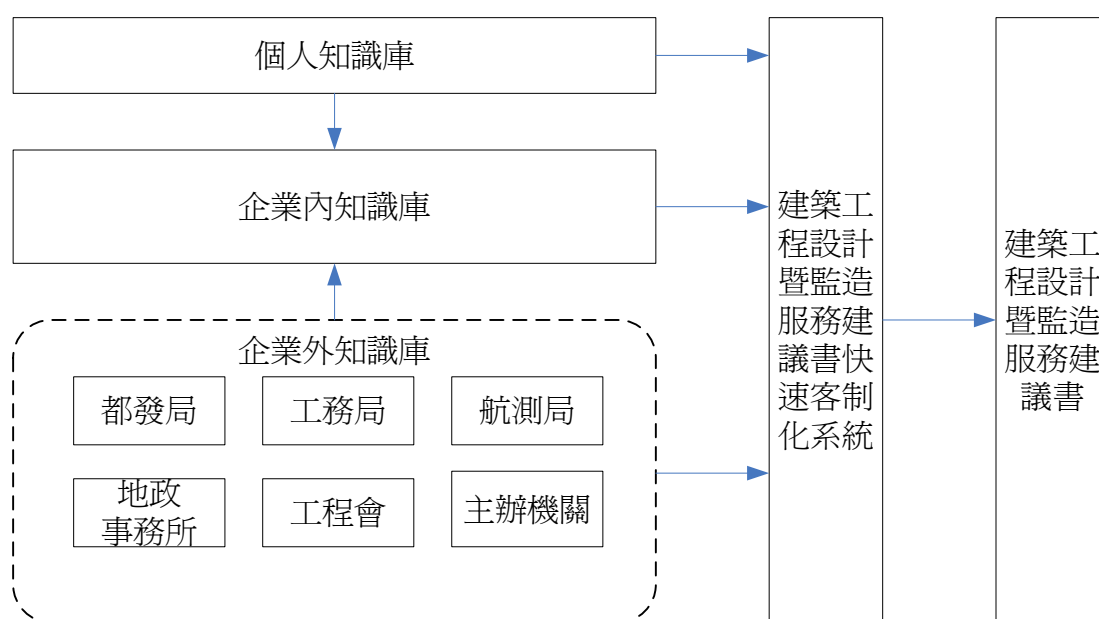 個人知識庫
企業內知識庫
企業外知識庫
都發局
工務局
航測局
地政
事務所
工程會
主辦機關
建築工
程設計
暨監造
服務建
議書快
速客制
化系統
建築工
程設計
暨監造
服務建
議書